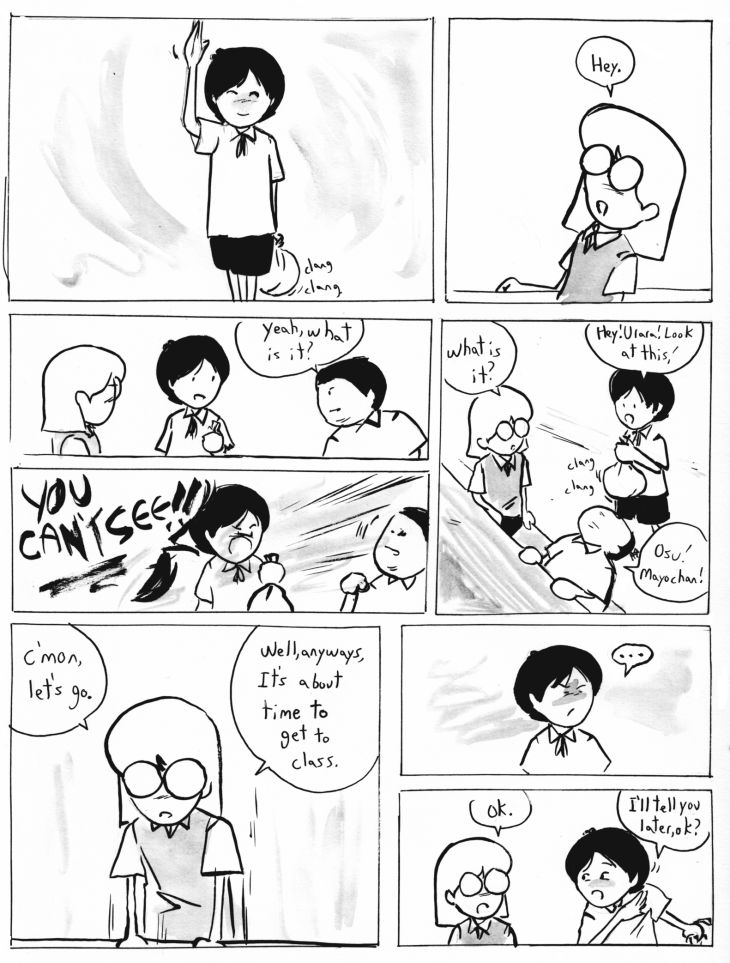 Hey.
clang
clang
Hey! Urara! Look
at this!
What is
it?
clang
clang
Osu!
Mayochan!
Yeah, what
is it?
YOU
CAN'T SEE!!
...
I'll tell you
later, ok?
ok.
Well, anyways,
It's about
time to
get to
class.
C'mon,
let's go.